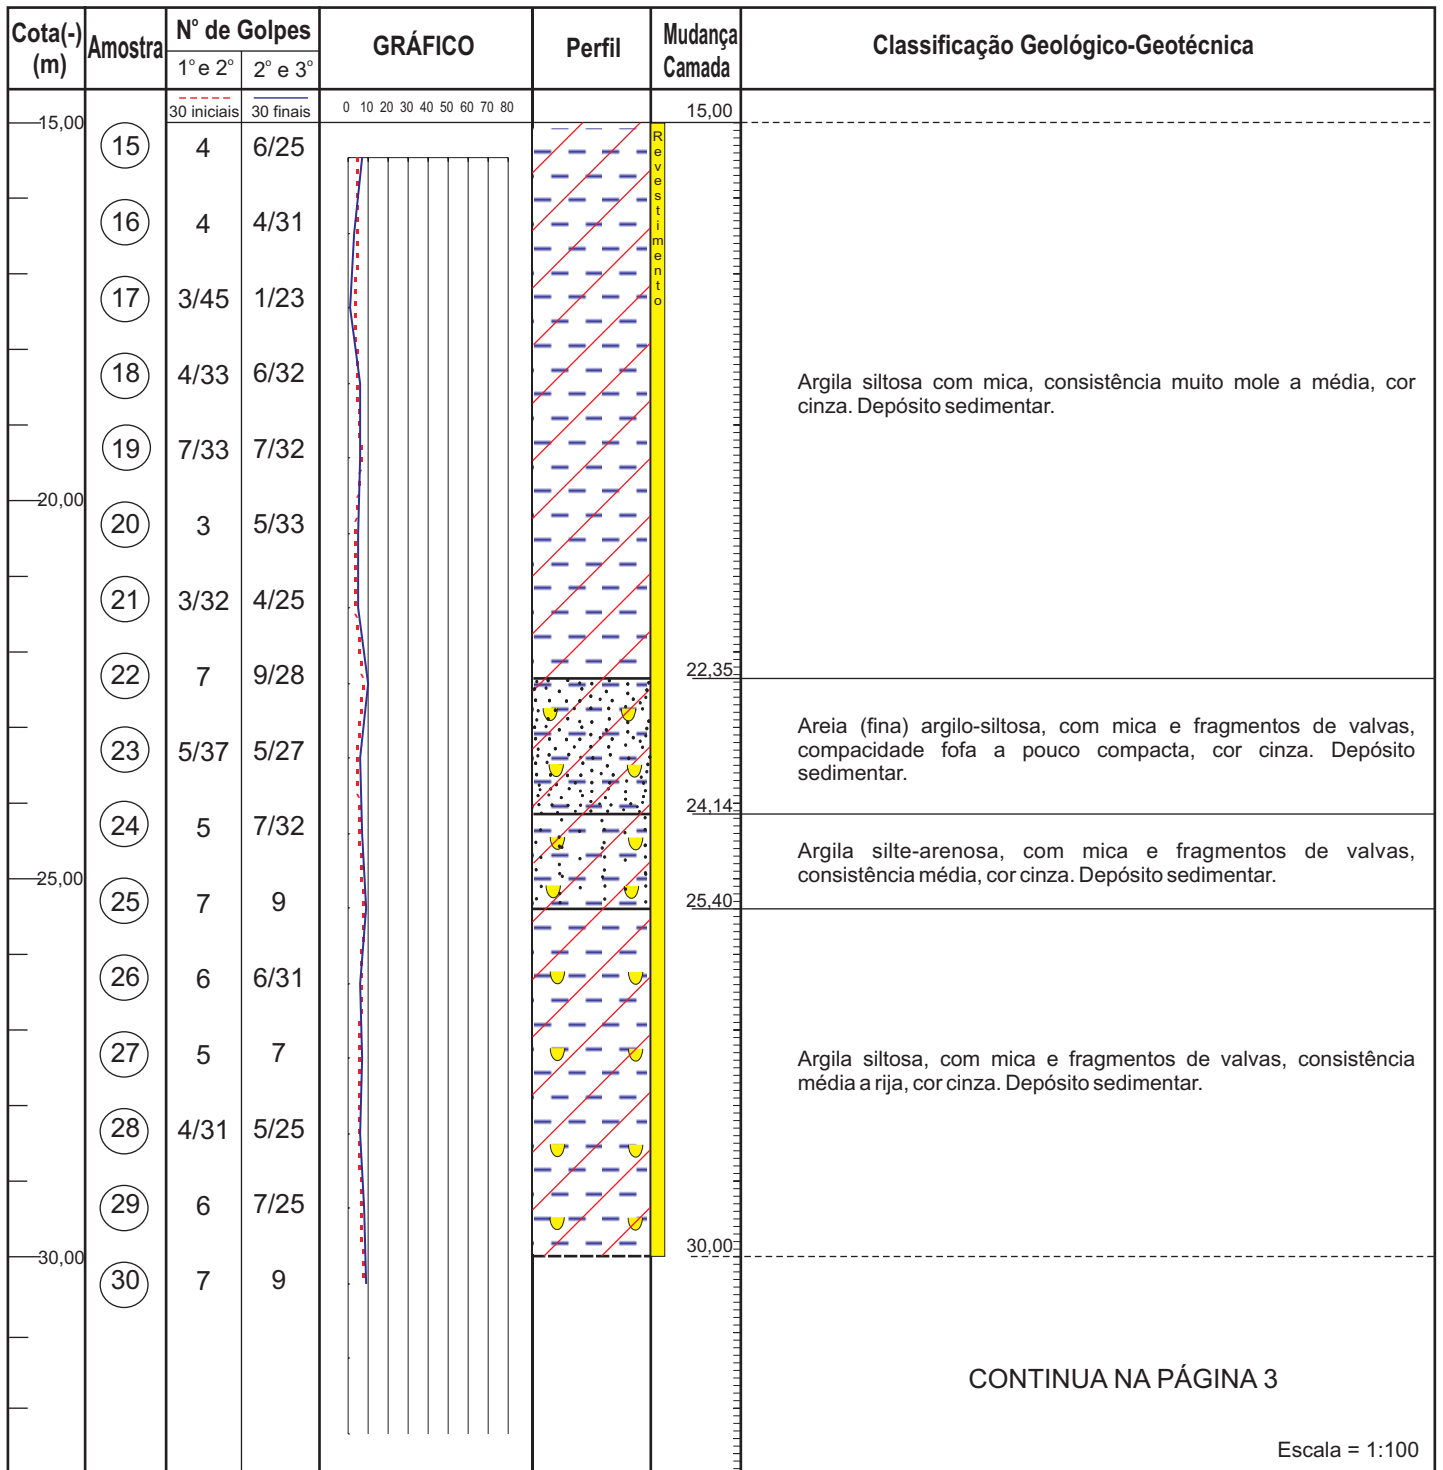 Cota(-) (m) Amostra N° de Golpes GRÁFICO Perfil Mudança Camada Classificação Geológico-Geotécnica
1° e 2° 2° e 3°
30 iniciais 30 finais 0 10 20 30 40 50 60 70 80 15,00
15,00
Revestimento
15 4 6/25
16 4 4/31
17 3/45 1/23
18 4/33 6/32
Argila siltosa com mica, consistência muito mole a média, cor
cinza. Depósito sedimentar.
19 7/33 7/32
20,00
20 3 5/33
21 3/32 4/25
22 7 9/28 22,35
Areia (fina) argilo-siltosa, com mica e fragmentos de valvas,
compacidade fofa a pouco compacta, cor cinza. Depósito
sedimentar.
23 5/37 5/27
24,14
24 5 7/32
Argila silte-arenosa, com mica e fragmentos de valvas,
consistência média, cor cinza. Depósito sedimentar.
25,00
25 7 9 25,40
26 6 6/31
27 5 7
Argila siltosa, com mica e fragmentos de valvas, consistência
média a rija, cor cinza. Depósito sedimentar.
28 4/31 5/25
29 6 7/25
30,00 30,00
30 7 9
CONTINUA NA PÁGINA 3
Escala = 1:100